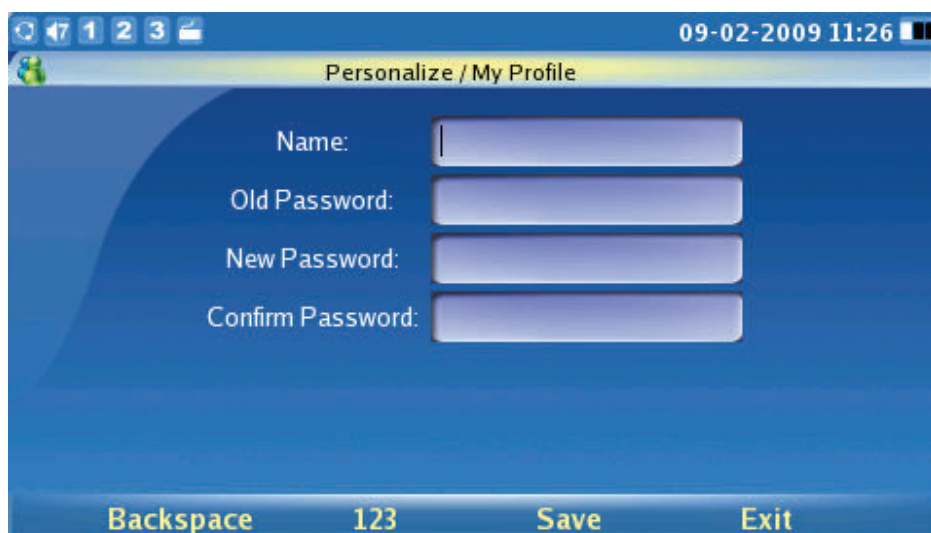 47 1 2 3 09-02-2009 11:26
Personalize / My Profile
Name:
Old Password:
New Password:
Confirm Password:
Backspace 123 Save Exit